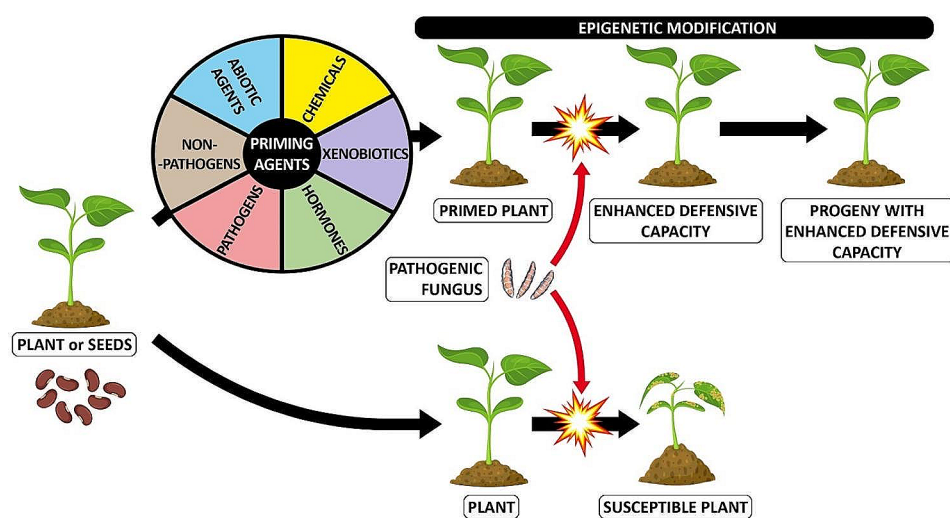 EPIGENETIC MODIFICATION
ABIOTIC
AGENTS
CHEMICALS
NON-
-PATHOGENS
PRIMING
AGENTS
XENOBIOTICS
PATHOGENS
HORMONES
PRIMED PLANT
ENHANCED DEFENSIVE
CAPACITY
PROGENY WITH
ENHANCED DEFENSIVE
CAPACITY
PATHOGENIC
FUNGUS
PLANT or SEEDS
PLANT
SUSCEPTIBLE PLANT